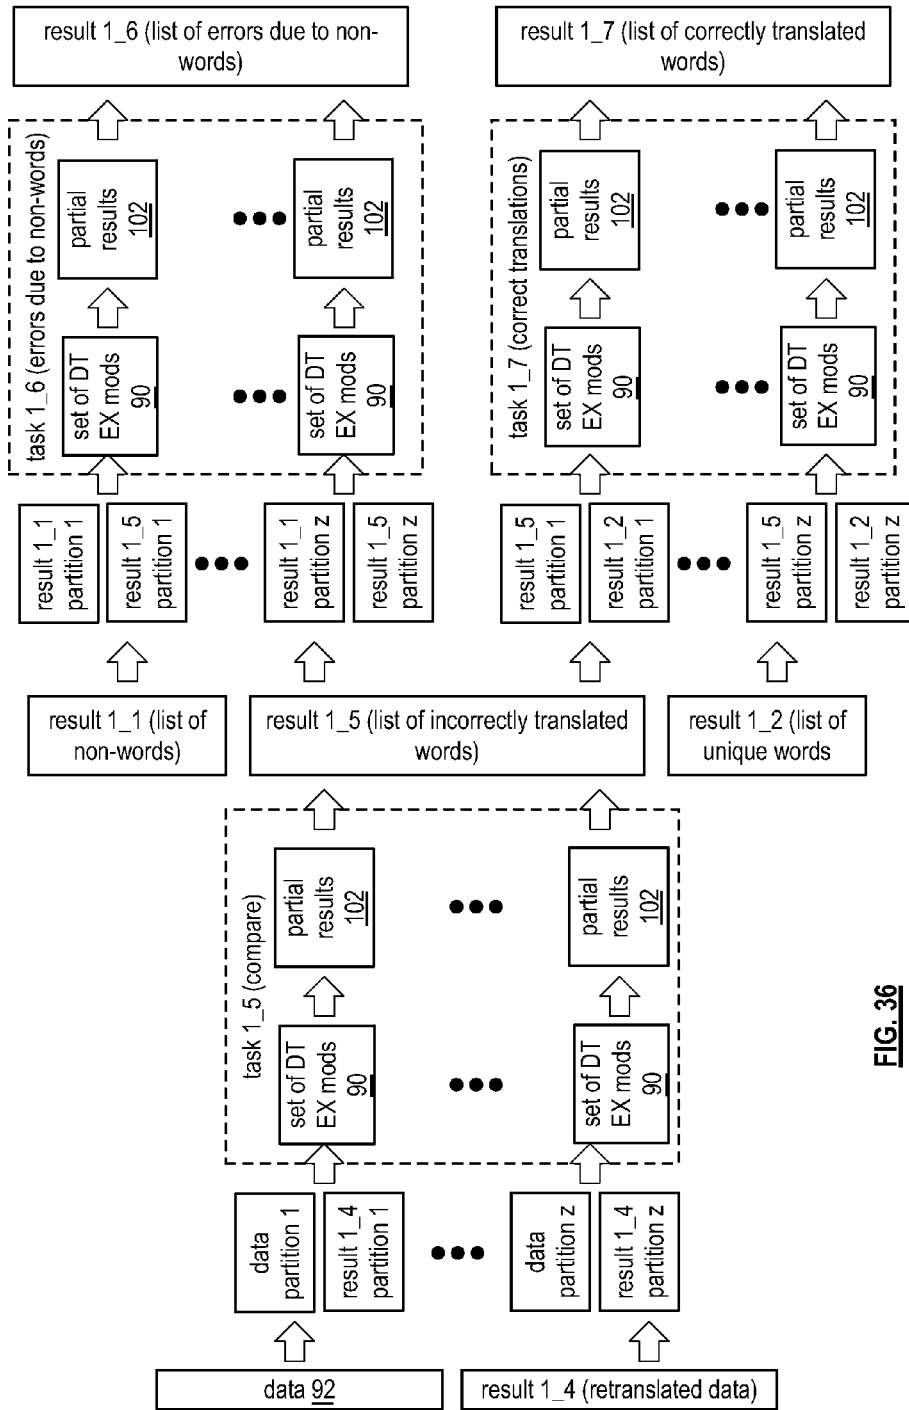 data 92
result 1_4 (retranslated data)
data
partition 1
result 1_4
partition 1
data
partition z
result 1_4
partition z
task 1_5 (compare)
set of DT
EX mods
90
partial
results
102
set of DT
EX mods
90
partial
results
102
result 1_1 (list of
non-words)
result 1_5 (list of incorrectly translated
words)
result 1_2 (list of
unique words
result 1_1
partition 1
result 1_5
partition 1
result 1_1
partition z
result 1_5
partition z
task 1_6 (errors due to non-words)
set of DT
EX mods
90
partial
results
102
set of DT
EX mods
90
partial
results
102
result 1_6 (list of errors due to non-
words)
result 1_5
partition 1
result 1_2
partition 1
result 1_5
partition z
result 1_2
partition z
task 1_7 (correct translations)
set of DT
EX mods
90
partial
results
102
set of DT
EX mods
90
partial
results
102
result 1_7 (list of correctly translated
words)
FIG. 36